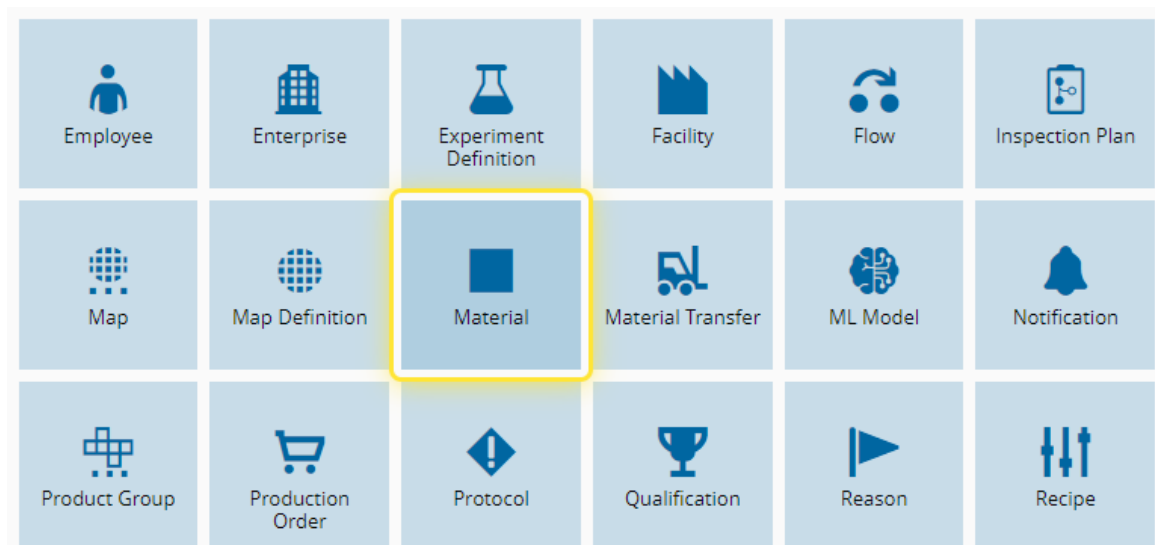 Employee
Enterprise
Experiment
Definition
Facility
Flow
Inspection Plan
Map
Map Definition
Material
Material Transfer
ML Model
Notification
Product Group
Production
Order
Protocol
Qualification
Reason
Recipe